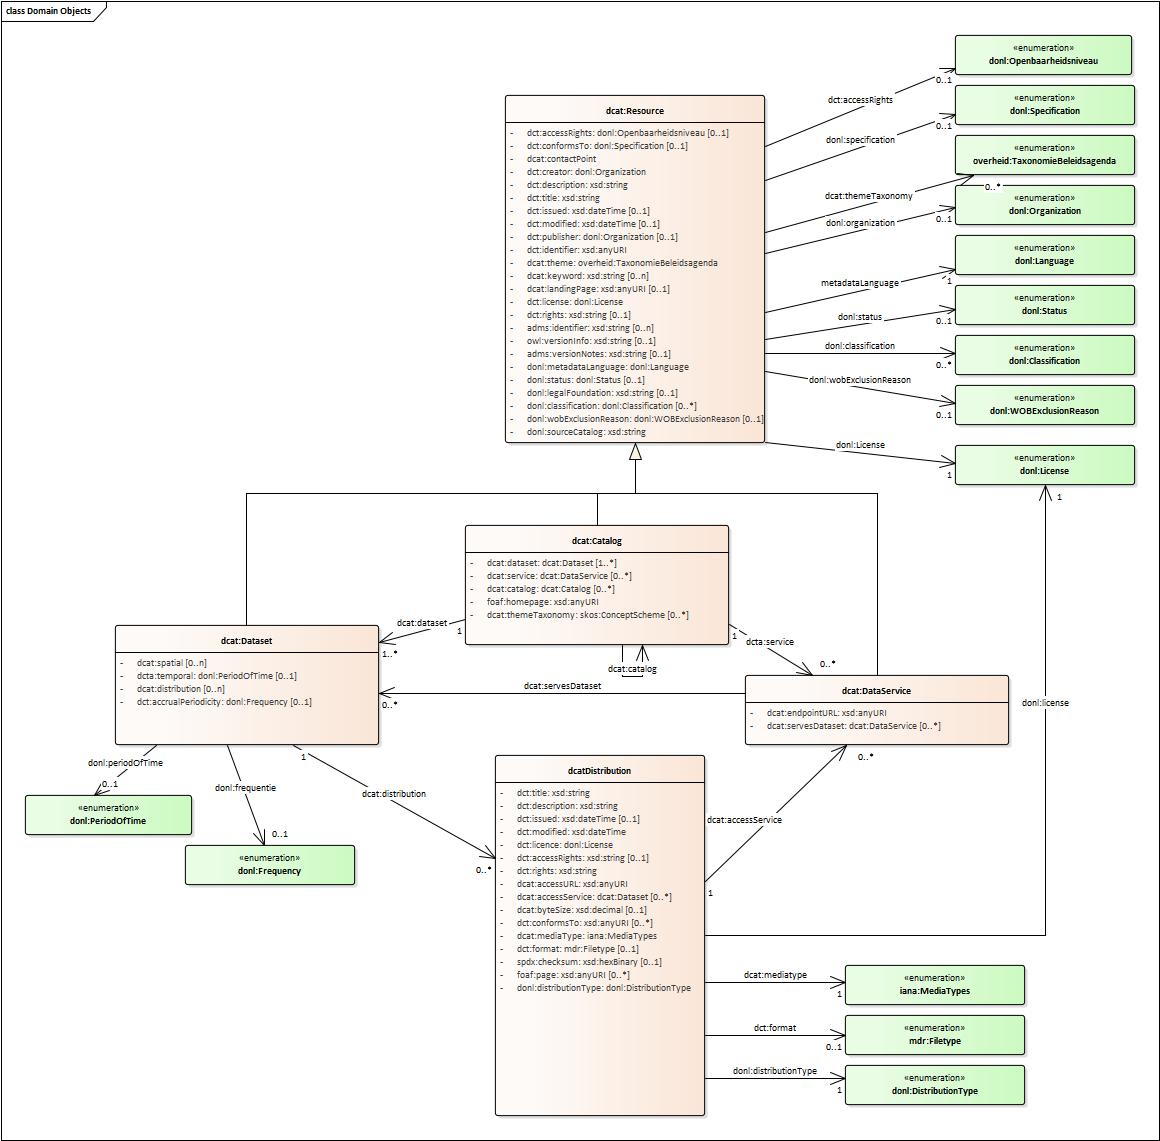 class Domain Objects
«enumeration»
donl:Openbaarheidsniveau
0..1
dct:accessRights
«enumeration»
donl:Specification
0..1
donl:specification
«enumeration»
overheid:TaxonomieBeleidsagenda
0..*
dcat:themeTaxonomy
«enumeration»
donl:Organization
0..1
donl:organization
«enumeration»
donl:Language
1
metadataLanguage
«enumeration»
donl:Status
0..1
donl:status
«enumeration»
donl:Classification
0..*
donl:classification
«enumeration»
donl:WOBExclusionReason
0..1
donl:wobExclusionReason
«enumeration»
donl:License
1
donl:License
1
dcat:Resource
- dct:accessRights: donl:Openbaarheidsniveau [0..1]
- dct:conformsTo: donl:Specification [0..1]
- dcat:contactPoint
- dct:creator: donl:Organization
- dct:description: xsd:string
- dct:title: xsd:string
- dct:issued: xsd:dateTime [0..1]
- dct:modified: xsd:dateTime [0..1]
- dct:publisher: donl:Organization [0..1]
- dct:identifier: xsd:anyURI
- dcat:theme: overheid:TaxonomieBeleidsagenda
- dcat:keyword: xsd:string [0..n]
- dcat:landingPage: xsd:anyURI [0..1]
- dct:license: donl:License
- dct:rights: xsd:string [0..1]
- adms:identifier: xsd:string [0..n]
- owl:versionInfo: xsd:string [0..1]
- adms:versionNotes: xsd:string [0..1]
- donl:metadataLanguage: donl:Language
- donl:status: donl:Status [0..1]
- donl:legalFoundation: xsd:string [0..1]
- donl:classification: donl:Classification [0..*]
- donl:wobExclusionReason: donl:WOBExclusionReason [0..1]
- donl:sourceCatalog: xsd:string
dcat:Catalog
- dcat:dataset: dcat:Dataset [1..*]
- dcat:service: dcat:DataService [0..*]
- dcat:catalog: dcat:Catalog [0..*]
- foaf:homepage: xsd:anyURI
- dcat:themeTaxonomy: skos:ConceptScheme [0..*]
dcat:dataset
1
1..*
1
dcta:service
0..*
dcat:catalog
dcat:Dataset
- dcat:spatial [0..n]
- dcta:temporal: donl:PeriodOfTime [0..1]
- dcat:distribution [0..n]
- dct:accrualPeriodicity: donl:Frequency [0..1]
dcat:servesDataset
0..*
dcat:DataService
- dcat:endpointURL: xsd:anyURI
- dcat:servesDataset: dcat:DataService [0..*]
donl:license
donl:periodOfTime
0..1
«enumeration»
donl:PeriodOfTime
donl:frequentie
0..1
«enumeration»
donl:Frequency
1
dcat:distribution
0..*
dcatDistribution
- dct:title: xsd:string
- dct:description: xsd:string
- dct:issued: xsd:dateTime [0..1]
- dct:modified: xsd:dateTime
- dct:licence: donl:License
- dct:accessRights: xsd:string [0..1]
- dct:rights: xsd:string
- dcat:accessURL: xsd:anyURI
- dcat:accessService: dcat:Dataset [0..*]
- dcat:byteSize: xsd:decimal [0..1]
- dct:conformsTo: xsd:anyURI [0..*]
- dcat:mediaType: iana:MediaTypes
- dct:format: mdr:Filetype [0..1]
- spdx:checksum: xsd:hexBinary [0..1]
- foaf:page: xsd:anyURI [0..*]
- donl:distributionType: donl:DistributionType
0..*
dcat:accessService
1
dcat:mediatype
1
«enumeration»
iana:MediaTypes
dct:format
0..1
«enumeration»
mdr:Filetype
donl:distributionType
1
«enumeration»
donl:DistributionType